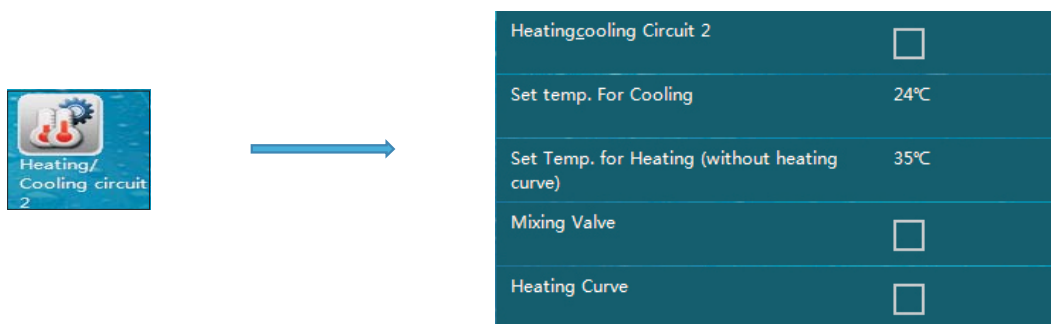 Heating/
Cooling circuit
2
Heatingcooling Circuit 2
Set temp. For Cooling 24℃
Set Temp. for Heating (without heating 35℃
curve)
Mixing Valve
Heating Curve